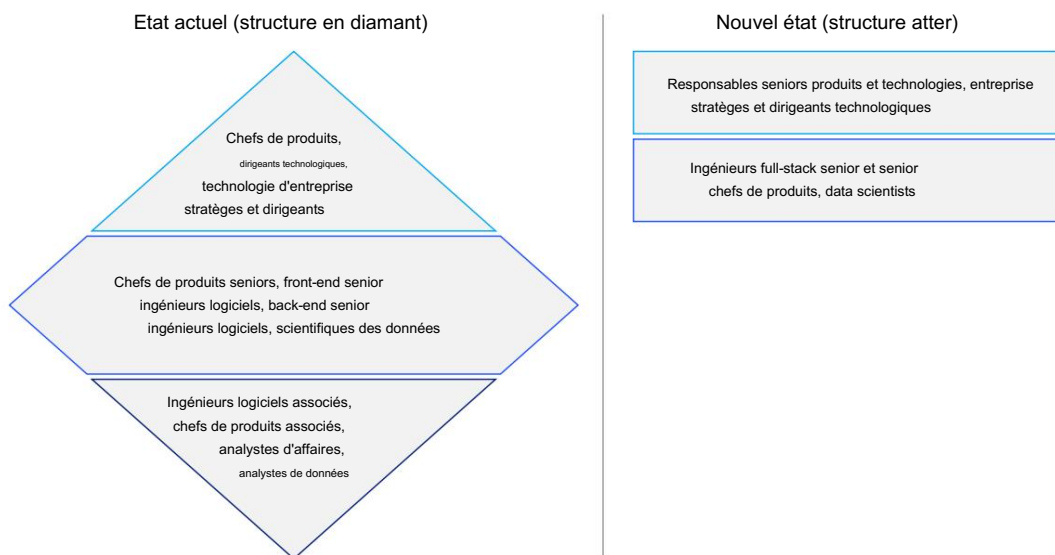 Etat actuel (structure en diamant)
Chefs de produits,
dirigeants technologiques,
technologie d'entreprise
stratèges et dirigeants
Chefs de produits seniors, front-end senior
ingénieurs logiciels, back-end senior
ingénieurs logiciels, scientifiques des données
Ingénieurs logiciels associés,
chefs de produits associés,
analystes d'affaires,
analystes de données
Nouvel état (structure atter)
Responsables seniors produits et technologies, entreprise
stratèges et dirigeants technologiques
Ingénieurs full-stack senior et senior
chefs de produits, data scientists